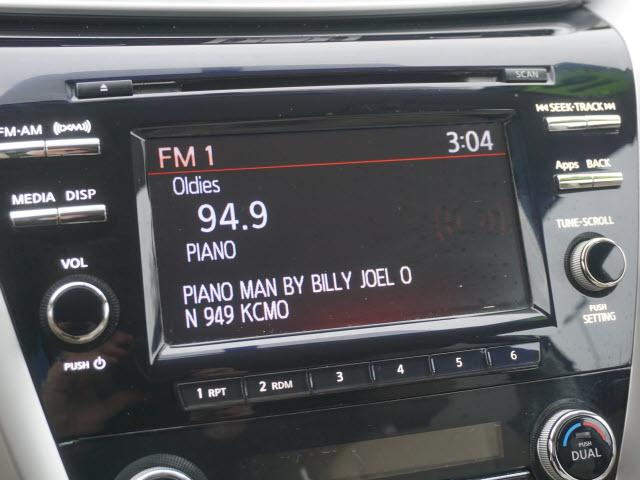 SCAN
FM·AM XM
SEEK·TRACK
FM 1 3:04
Apps BACK
Oldies
MEDIA DISP
94.9
TUNE·SCROLL
PIANO
VOL
PIANO MAN BY BILLY JOEL O
N 949 KCMO
PUSH SETTING
PUSH
1 RPT 2 RDM 3 4 5 6
PUSH
DUAL
DUAL